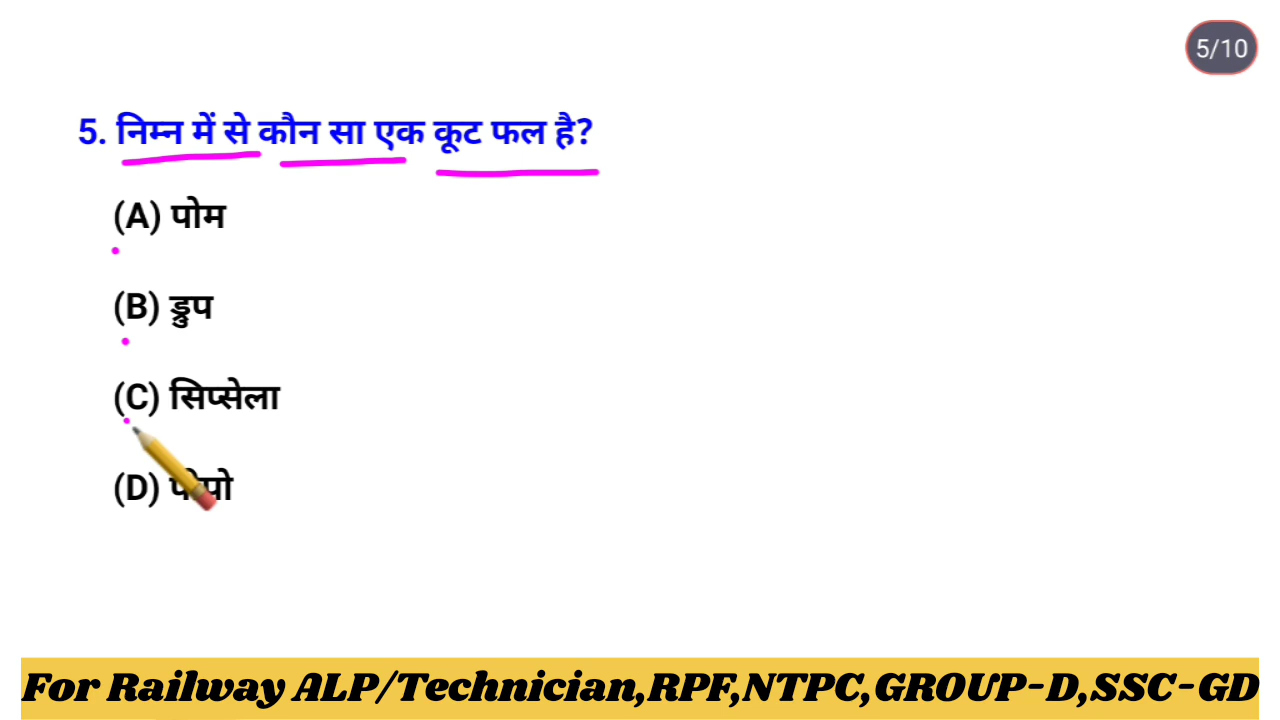 5/10
5. निम्न में से कौन सा एक कूट फल है?
(A) पोम
(B) ड्रुप
(C) सिप्सेला
(D)
For Railway ALP/Technician,RPF,NTPC,GROUP-D,SSC-GD